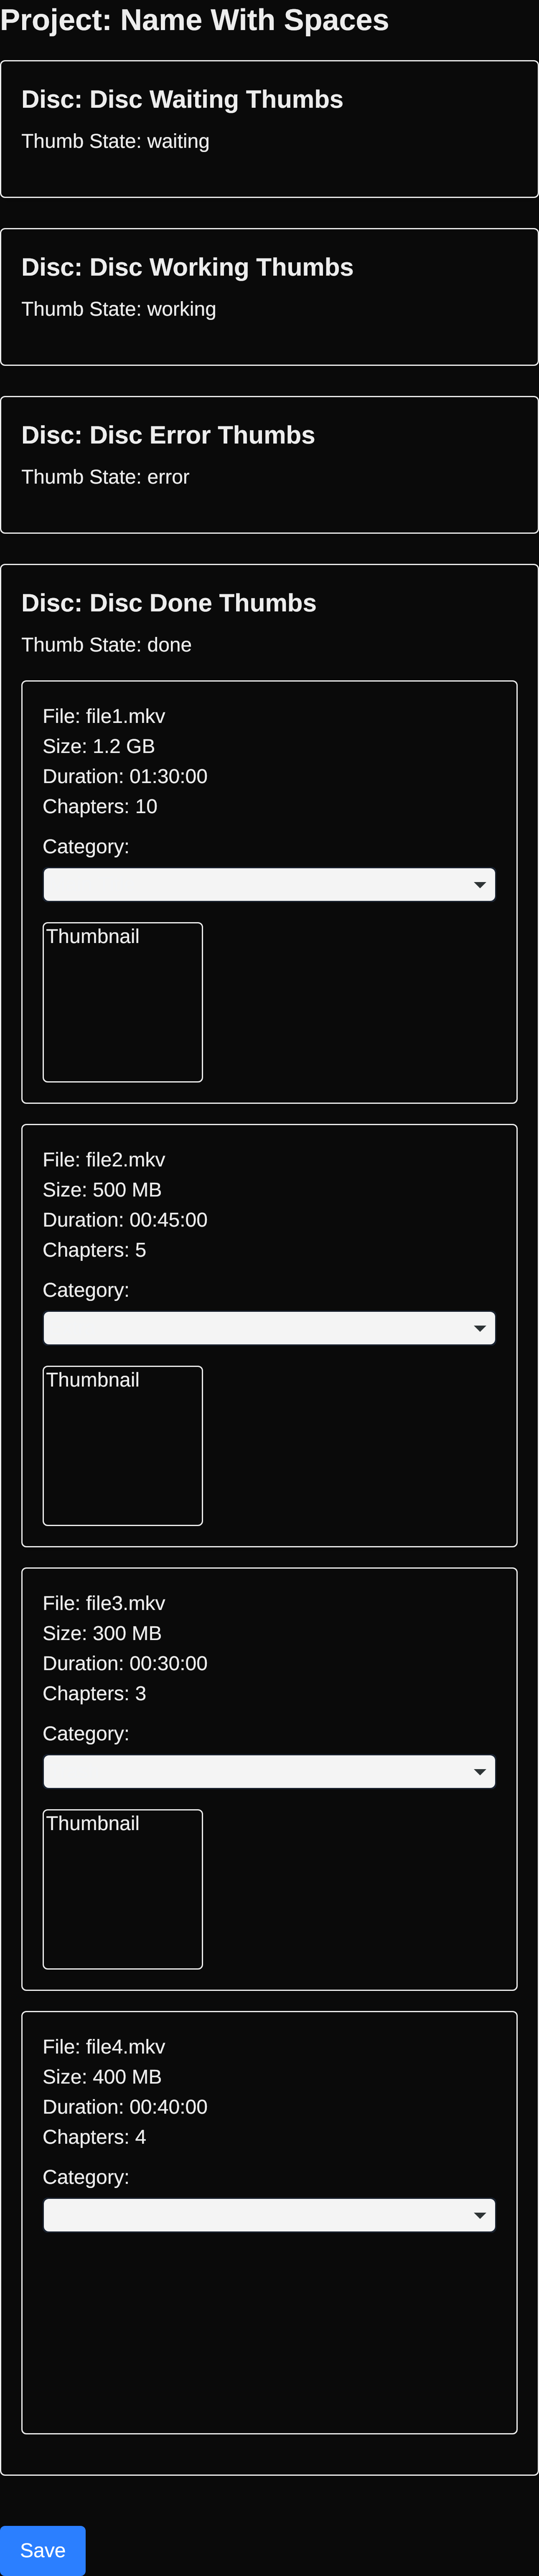 Project: Name With Spaces
Disc: Disc Waiting Thumbs
Thumb State: waiting
Disc: Disc Working Thumbs
Thumb State: working
Disc: Disc Error Thumbs
Thumb State: error
Disc: Disc Done Thumbs
Thumb State: done
File: file1.mkv
Size: 1.2 GB
Duration: 01:30:00
Chapters: 10
Category:
Thumbnail
File: file2.mkv
Size: 500 MB
Duration: 00:45:00
Chapters: 5
Category:
Thumbnail
File: file3.mkv
Size: 300 MB
Duration: 00:30:00
Chapters: 3
Category:
Thumbnail
File: file4.mkv
Size: 400 MB
Duration: 00:40:00
Chapters: 4
Category:
Save